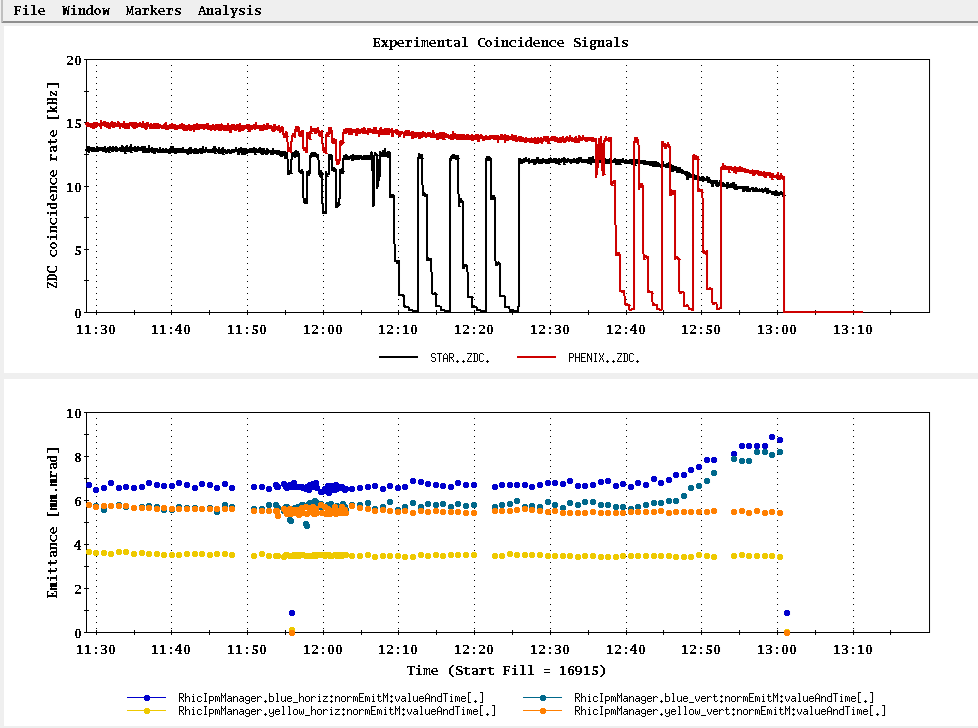 File Window Markers Analysis
Experimental Coincidence Signals
ZDC coincidence rate [kHz]
20
15
10
5
0
11:30 11:40 11:50 12:00 12:10 12:20 12:30 12:40 12:50 13:00 13:10
STAR..ZDC. PHENIX..ZDC.
Emittance [mm.mrad]
10
8
6
4
2
0
11:30 11:40 11:50 12:00 12:10 12:20 12:30 12:40 12:50 13:00 13:10
Time (Start Fill = 16915)
RhicIpmManager.blue_horiz:normEmitM:valueAndTime[.] RhicIpmManager.blue_vert:normEmitM:valueAndTime[.]
RhicIpmManager.yellow_horiz:normEmitM:valueAndTime[.] RhicIpmManager.yellow_vert:normEmitM:valueAndTime[.]